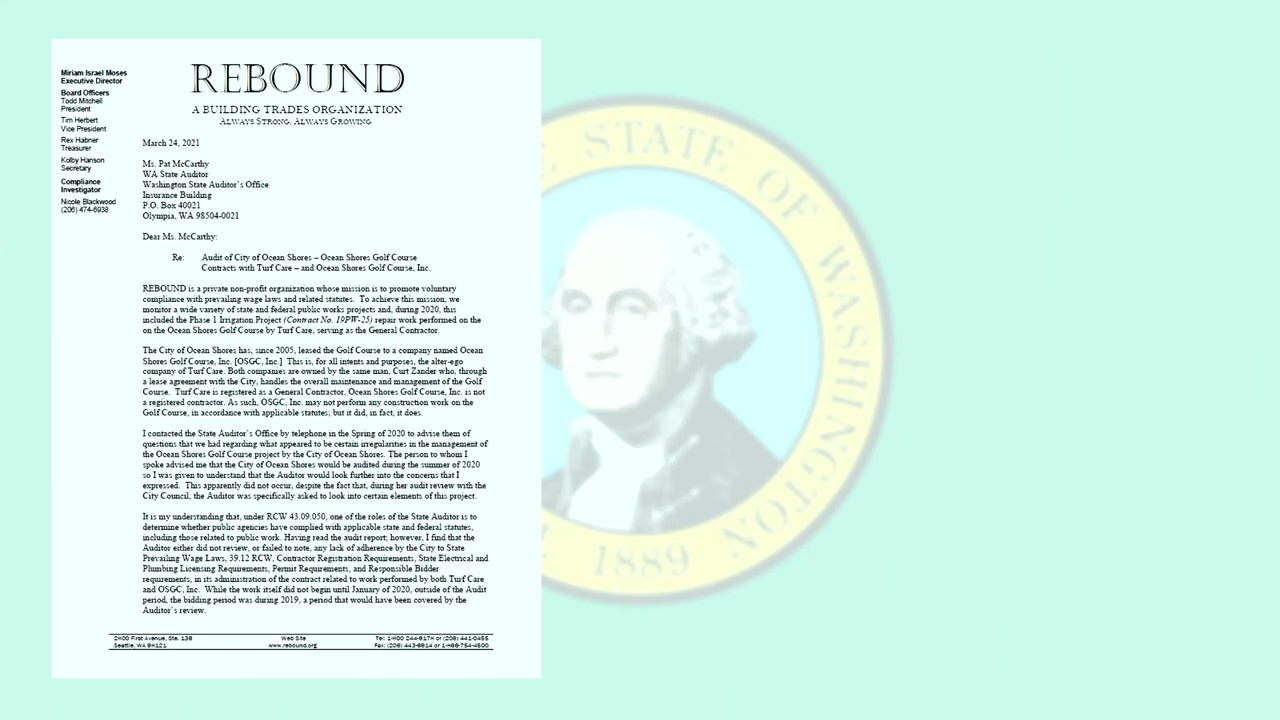 Miriam Israel Moses
Executive Director
Board Officers
Todd Mitchell
President
Tim Herbert
Vice President
Rex Habner
Treasurer
Kolby Hanson
Secretary
Compliance
Investigator
Nicole Blackwood
(206) 474-6938
REBOUND
A BUILDING TRADES ORGANIZATION
ALWAYS STRONG, ALWAYS GROWING
March 24, 2021
Ms. Pat McCarthy
WA State Auditor
Washington State Auditor's Office
Insurance Building
P.O. Box 40021
Olympia, WA 98504-0021
Dear Ms. McCarthy:
Re: Audit of City of Ocean Shores – Ocean Shores Golf Course
Contracts with Turf Care – and Ocean Shores Golf Course, Inc.
REBOUND is a private non-profit organization whose mission is to promote voluntary
compliance with prevailing wage laws and related statutes. To achieve this mission, we
monitor a wide variety of state and federal public works projects and, during 2020, this
included the Phase 1 Irrigation Project (Contract No. 19PW-25) repair work performed on the
on the Ocean Shores Golf Course by Turf Care, serving as the General Contractor.
The City of Ocean Shores has, since 2005, leased the Golf Course to a company named Ocean
Shores Golf Course, Inc. [OSGC, Inc.] This is, for all intents and purposes, the alter-ego
company of Turf Care. Both companies are owned by the same man, Curt Zander who, through
a lease agreement with the City, handles the overall maintenance and management of the Golf
Course. Turf Care is registered as a General Contractor, Ocean Shores Golf Course, Inc. is not
a registered contractor. As such, OSGC, Inc. may not perform any construction work on the
Golf Course, in accordance with applicable statutes; but it did, in fact, it does.
I contacted the State Auditor's Office by telephone in the Spring of 2020 to advise them of
questions that we had regarding what appeared to be certain irregularities in the management of
the Ocean Shores Golf Course project by the City of Ocean Shores. The person to whom I
spoke advised me that the City of Ocean Shores would be audited during the summer of 2020
so I was given to understand that the Auditor would look further into the concerns that I
expressed. This apparently did not occur, despite the fact that, during her audit review with the
City Council, the Auditor was specifically asked to look into certain elements of this project.
It is my understanding that, under RCW 43.09.050, one of the roles of the State Auditor is to
determine whether public agencies have complied with applicable state and federal statutes,
including those related to public work. Having read the audit report; however, I find that the
Auditor either did not review, or failed to note, any lack of adherence by the City to State
Prevailing Wage Laws, 39.12 RCW, Contractor Registration Requirements, State Electrical and
Plumbing Licensing Requirements, Permit Requirements, and Responsible Bidder
requirements, in its administration of the contract related to work performed by both Turf Care
and OSGC, Inc. While the work itself did not begin until January of 2020, outside of the Audit
period, the bidding period was during 2019, a period that would have been covered by the
Auditor's review.
First Avenue, Ste. 136
Seattle, WA
Web Site
www.rebound.org
Tel: or (206) 441-0455
Fax: (206) or
STATE OF WASHINGTON
1889